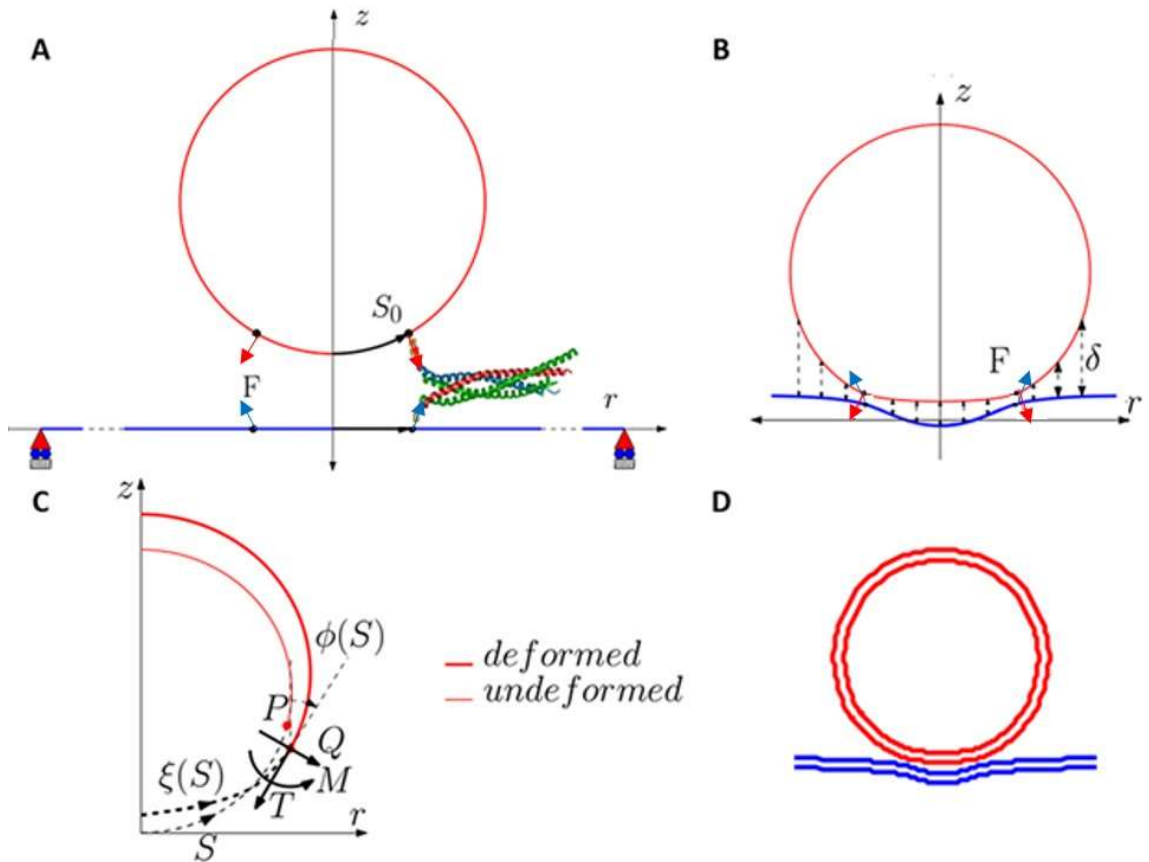 A
z
S₀
F
r
B
z
F
δ
r
C
z
φ(S)
P
Q
M
ξ(S)
T
r
S
deformed
undeformed
D